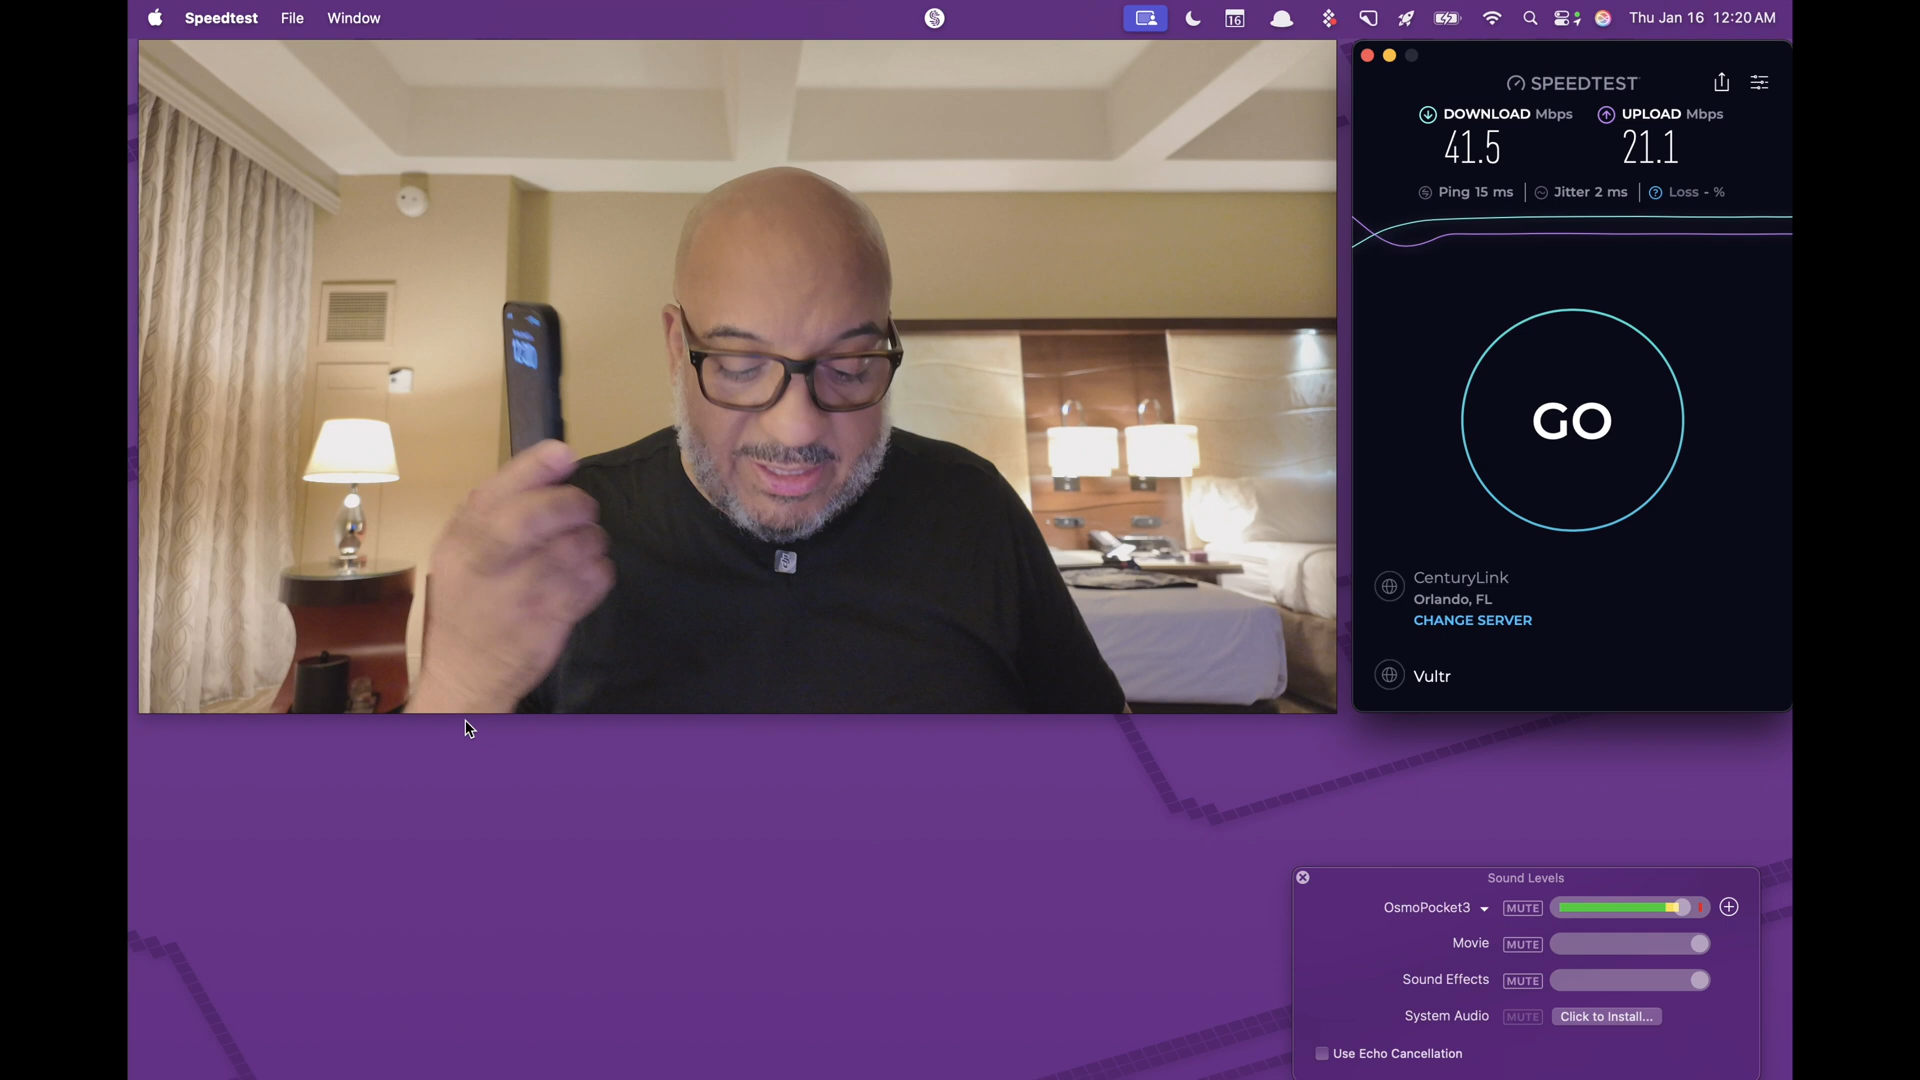 Speedtest File Window
16
Thu Jan 16 12:20 AM
SPEEDTEST
DOWNLOAD Mbps
41.5
UPLOAD Mbps
21.1
Ping 15 ms
Jitter 2 ms
Loss - %
GO
CenturyLink
Orlando, FL
CHANGE SERVER
Vultr
Sound Levels
OsmoPocket3 MUTE
Movie MUTE
Sound Effects MUTE
System Audio MUTE Click to Install...
Use Echo Cancellation